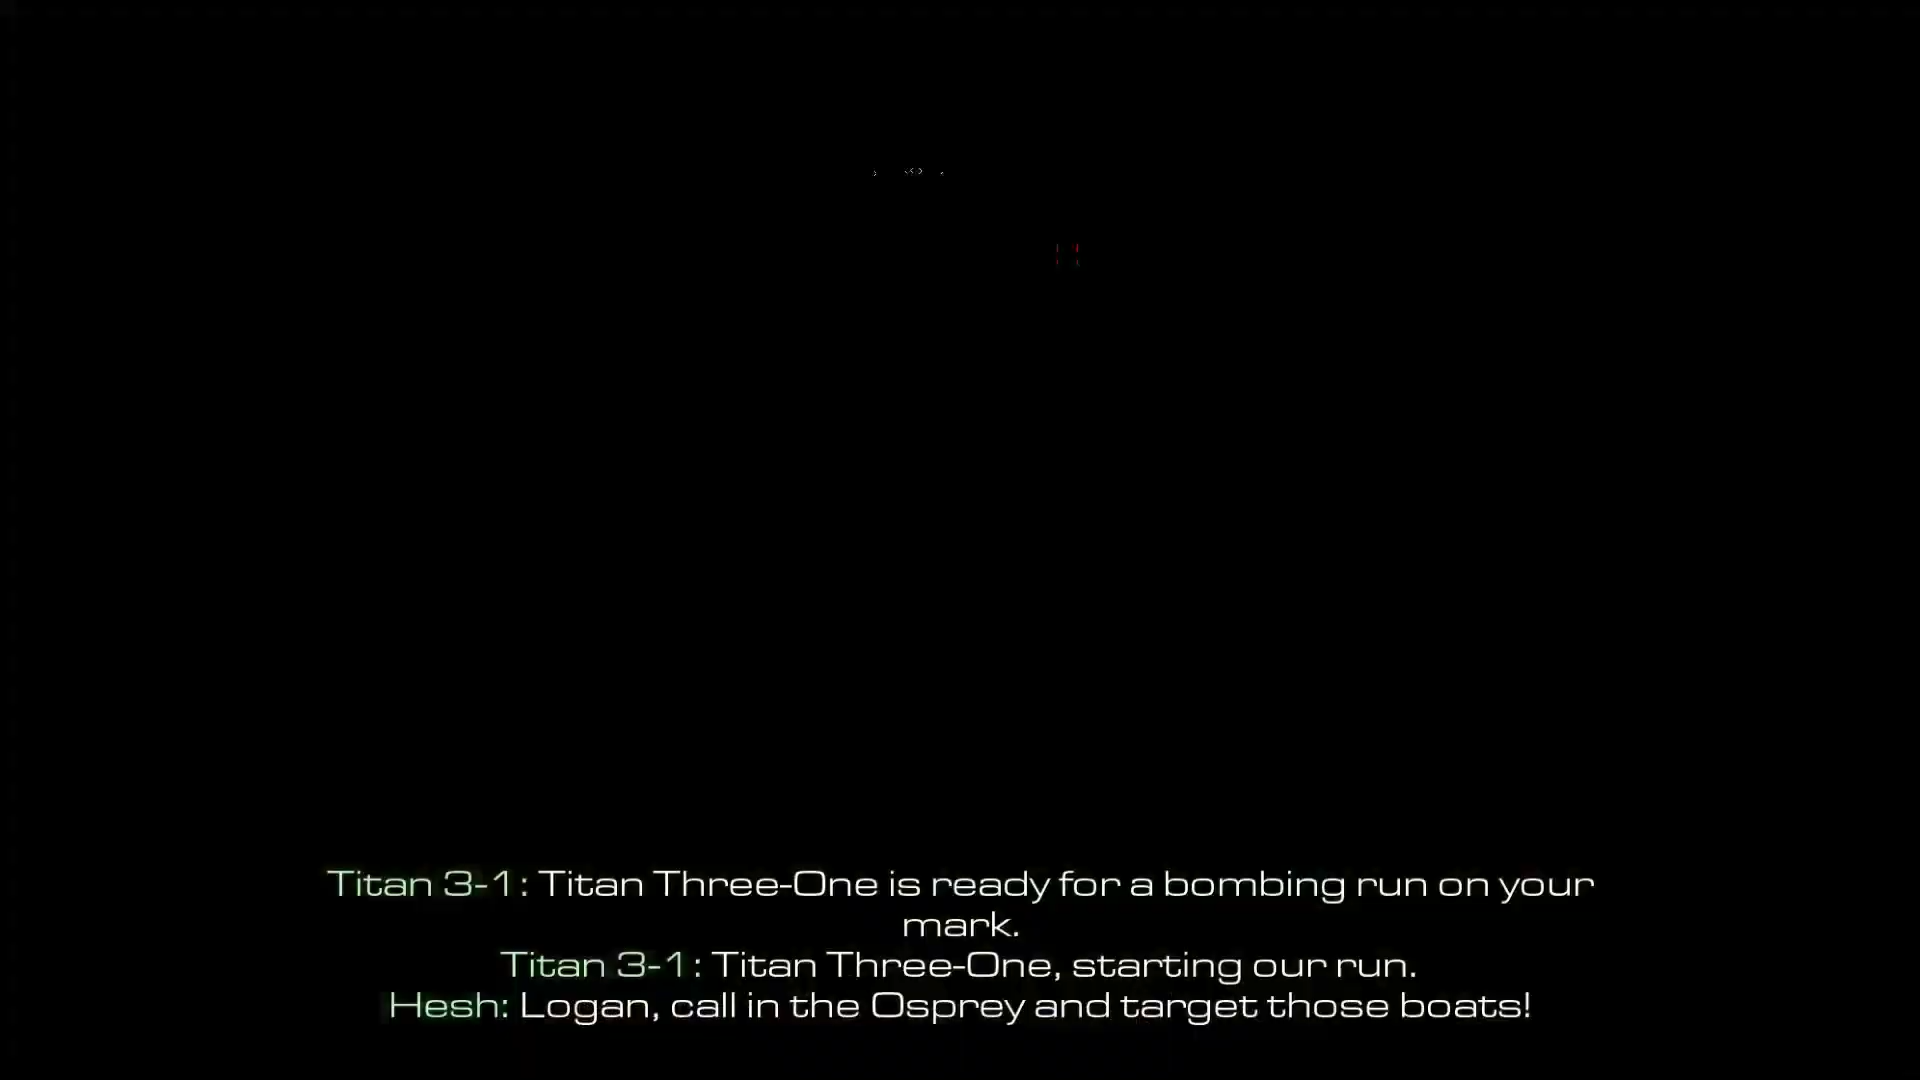 Titan 3-1: Titan Three-One is ready for a bombing run on your
mark.
Titan 3-1: Titan Three-One, starting our run.
Hesh: Logan, call in the Osprey and target those boats!